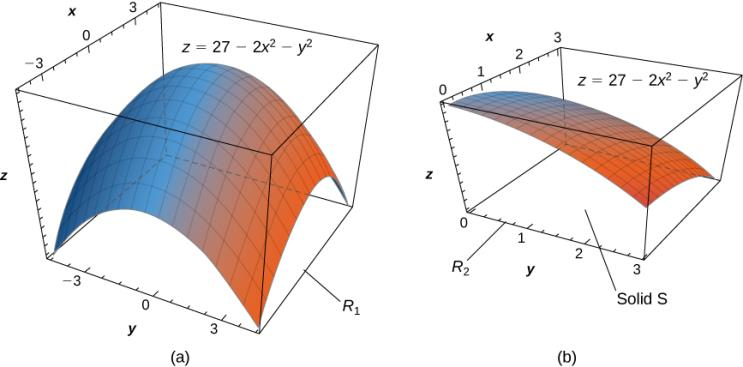 x
3
0
−3
z = 27 − 2x² − y²
z
−3
0
3
y
R₁
(a)
x
3
2
1
0
z = 27 − 2x² − y²
z
0
1
2
3
y
R₂
Solid S
(b)